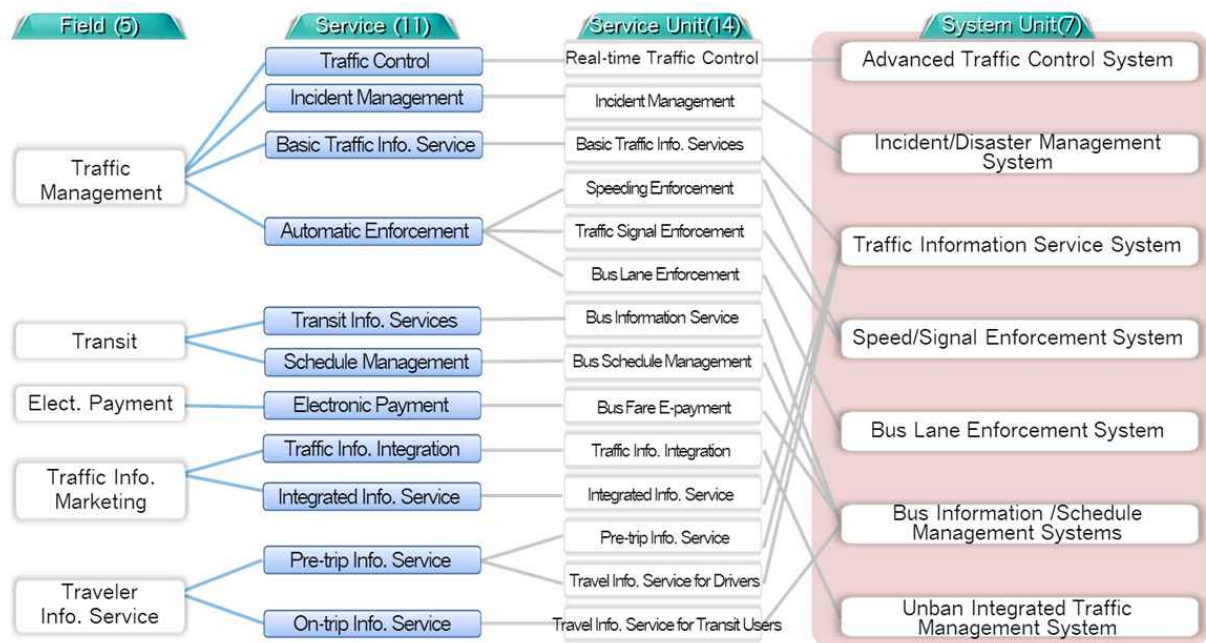 Field (5)
Service (11)
Service Unit(14)
System Unit(7)
Traffic
Management
Transit
Elect. Payment
Traffic Info.
Marketing
Traveler
Info. Service
Traffic Control
Incident Management
Basic Traffic Info. Service
Automatic Enforcement
Transit Info. Services
Schedule Management
Electronic Payment
Traffic Info. Integration
Integrated Info. Service
Pre-trip Info. Service
On-trip Info. Service
Real-time Traffic Control
Incident Management
Basic Traffic Info. Services
Speeding Enforcement
Traffic Signal Enforcement
Bus Lane Enforcement
Bus Information Service
Bus Schedule Management
Bus Fare E-payment
Traffic Info. Integration
Integrated Info. Service
Pre-trip Info. Service
Travel Info. Service for Drivers
Travel Info. Service for Transit Users
Advanced Traffic Control System
Incident/Disaster Management
System
Traffic Information Service System
Speed/Signal Enforcement System
Bus Lane Enforcement System
Bus Information /Schedule
Management Systems
Unban Integrated Traffic
Management System